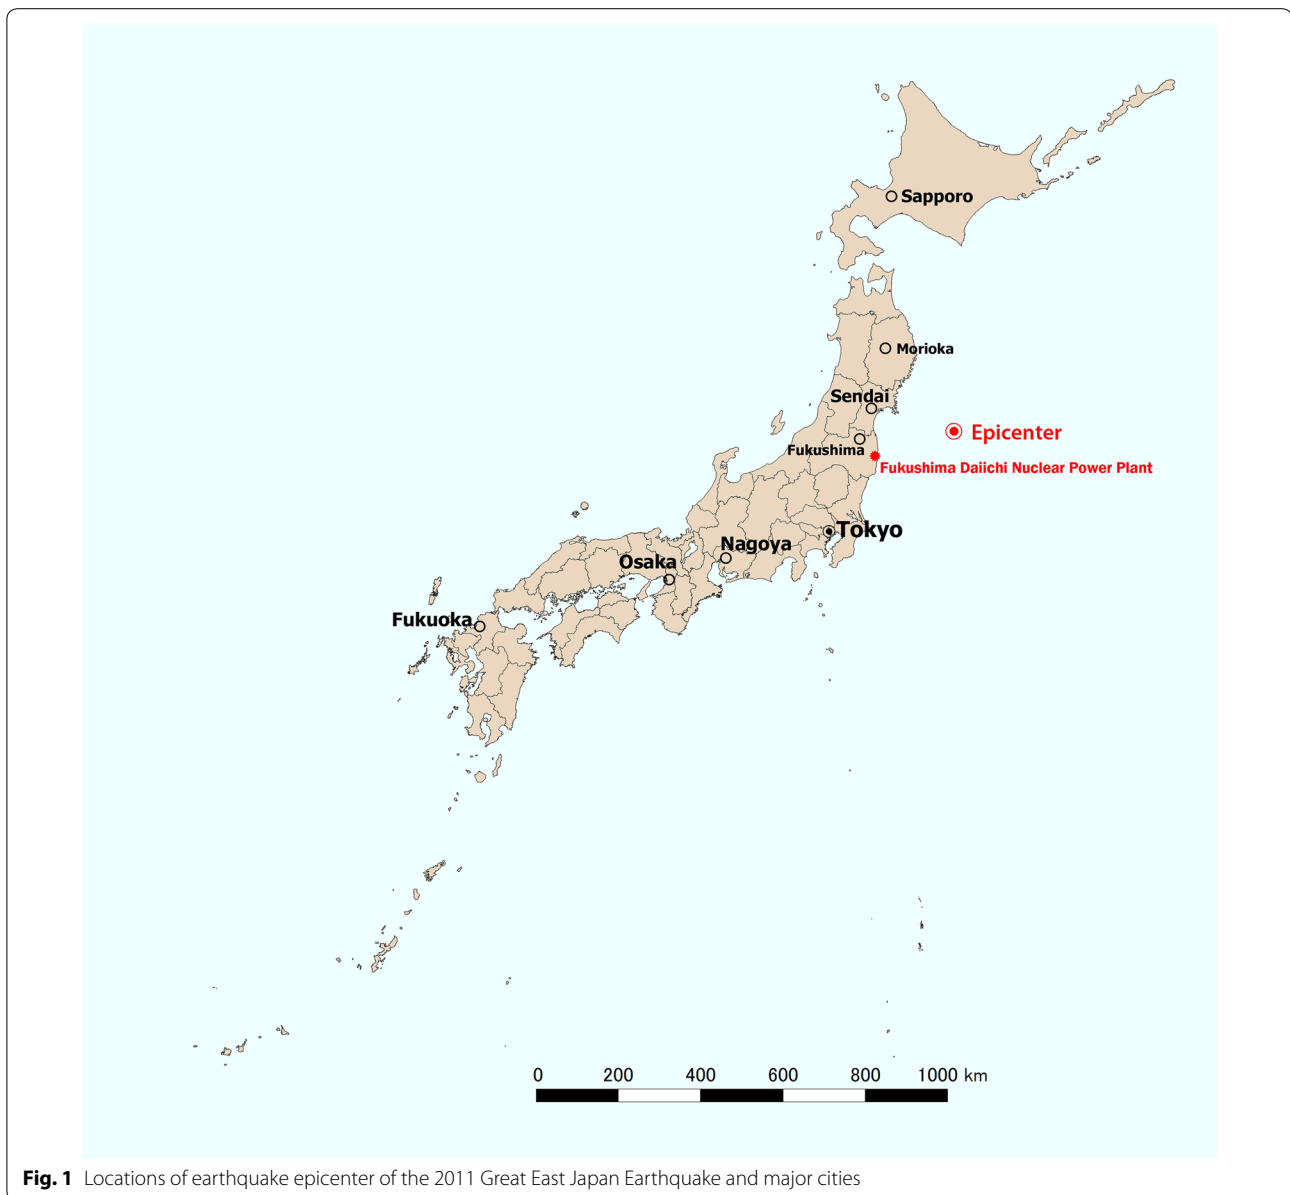 Sapporo
Morioka
Sendai
Epicenter
Fukushima
Fukushima Daiichi Nuclear Power Plant
Tokyo
Nagoya
Osaka
Fukuoka
0 200 400 600 800 1000 km
Fig. 1 Locations of earthquake epicenter of the 2011 Great East Japan Earthquake and major cities